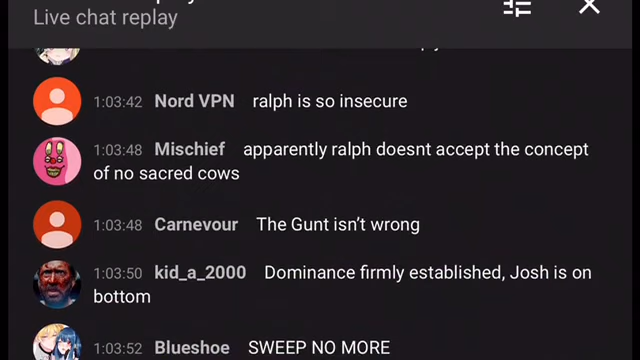 Live chat replay
1:03:42 Nord VPN ralph is so insecure
1:03:48 Mischief apparently ralph doesnt accept the concept
of no sacred cows
1:03:48 Carnevour The Gunt isn't wrong
1:03:50 kid_a_2000 Dominance firmly established, Josh is on
bottom
1:03:52 Blueshoe SWEEP NO MORE